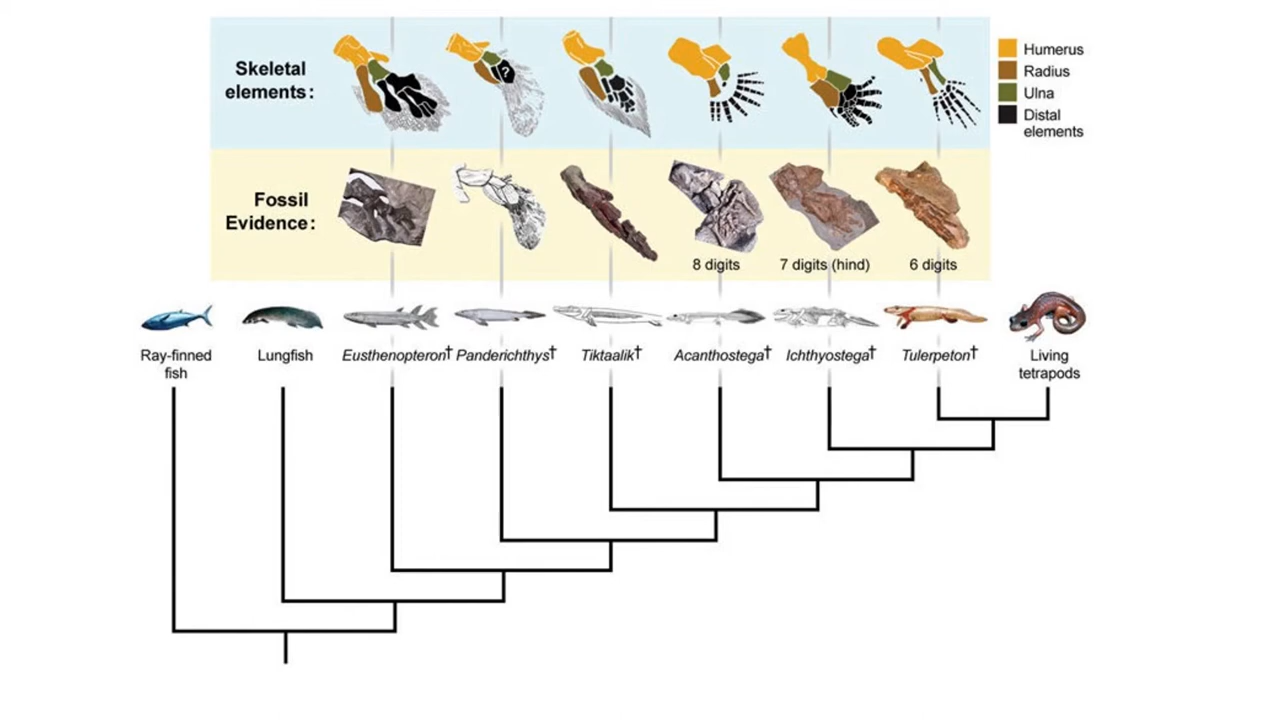 Skeletal
elements:
Humerus
Radius
Ulna
Distal
elements
?
Fossil
Evidence:
8 digits
7 digits (hind)
6 digits
Ray-finned
fish
Lungfish
Eusthenopteron†
Panderichthys†
Tiktaalik†
Acanthostega†
Ichthyostega†
Tulerpeton†
Living
tetrapods